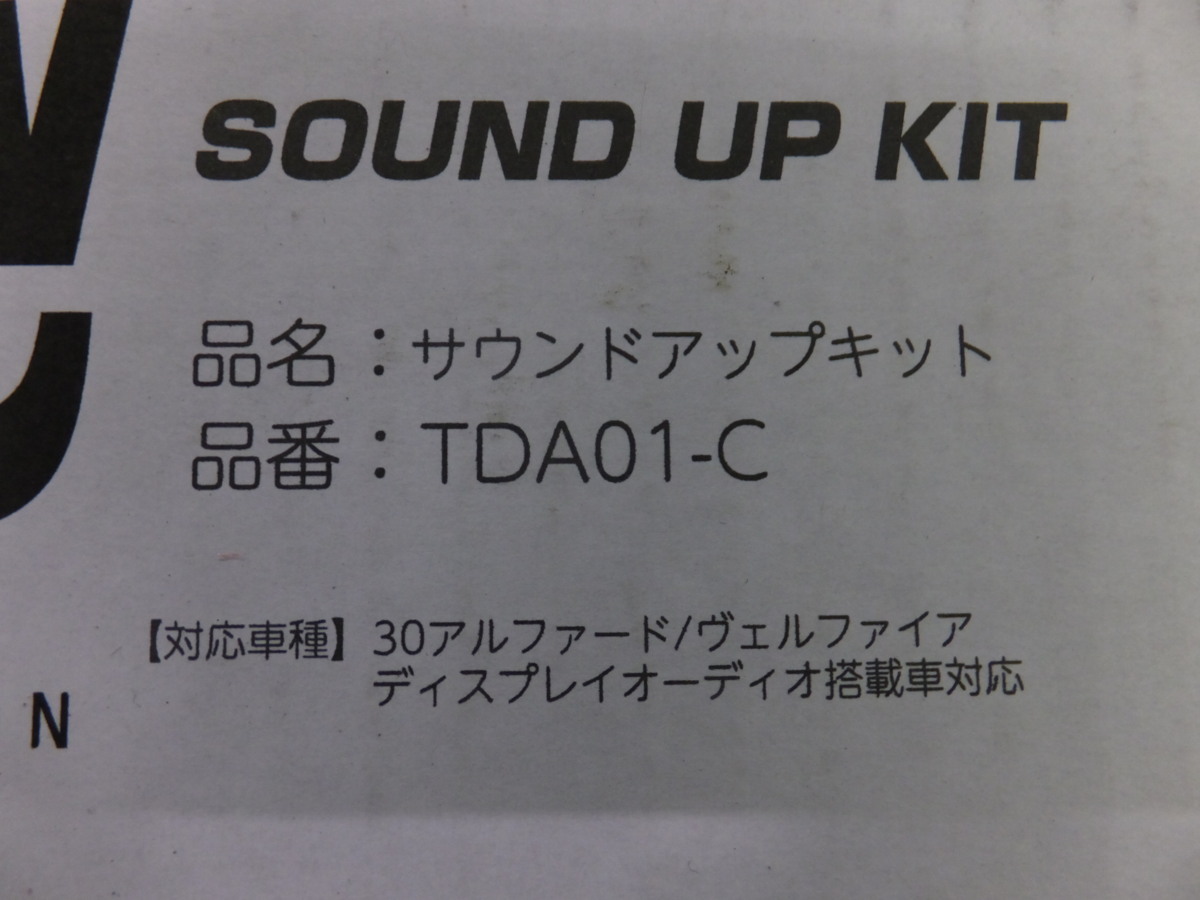 SOUND UP KIT
品名：サウンドアップキット
品番：TDA01-C
【対応車種】30アルファード/ヴェルファイア
ディスプレイオーディオ搭載車対応
N